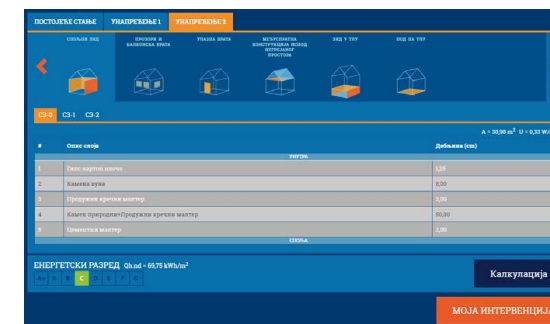 ПОСТОЈЕЋЕ СТАЊЕ УНАПРЕЂЕЊЕ 1 УНАПРЕЂЕЊЕ 2
СПОЉНИ ЗИД
ПРОЗОРИ И
БАЛКОНСКА ВРАТА
УЛАЗНА ВРАТА
МЕЂУСПРАТНА
КОНСТРУКЦИЈА ИСПОД
НЕГРЕЈАНОГ
ПРОСТОРА
ЗИД У ТЛУ
ПОД НА ТЛУ
СЗ-0 СЗ-1 СЗ-2
A = 30,98 m² U = 0,33 W/
# Опис слоја Дебљина (cm)
УНУТРА
1 Гипс картон плоче 1,25
2 Камена вуна 8,00
3 Продужни кречни малтер 2,00
4 Камен природни+Продужни кречни малтер 50,00
5 Цементни малтер 2,00
СПОЉА
ЕНЕРГЕТСКИ РАЗРЕД Qh.nd = 69,75 kWh/m²
A+ A B C D E F G
Калкулација
МОЈА ИНТЕРВЕНЦИЈА